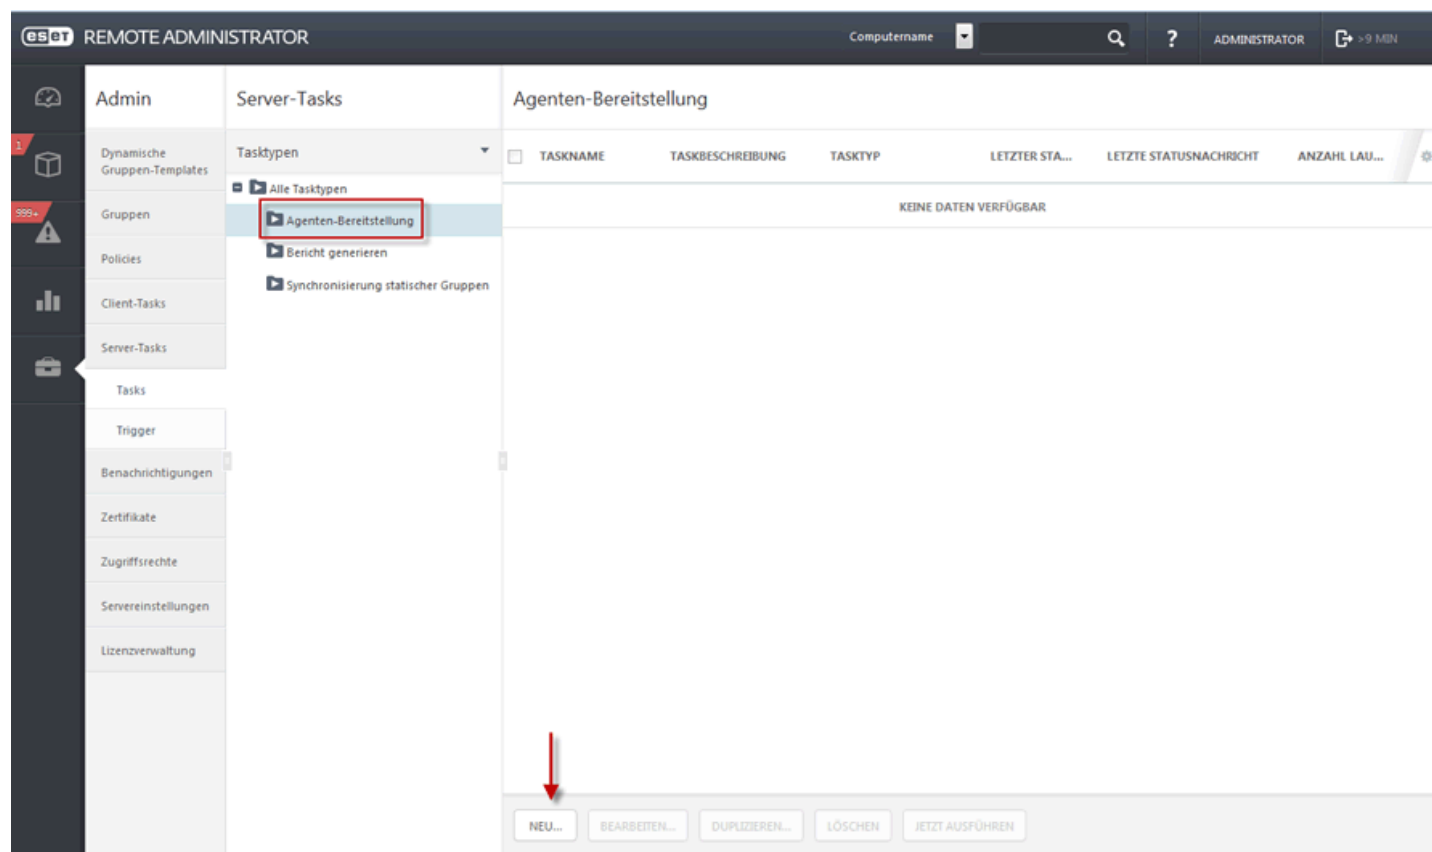 eset REMOTE ADMINISTRATOR
Computername
?
ADMINISTRATOR
>9 MIN
1
999+
Admin
Dynamische
Gruppen-Templates
Gruppen
Policies
Client-Tasks
Server-Tasks
Tasks
Trigger
Benachrichtigungen
Zertifikate
Zugriffsrechte
Servereinstellungen
Lizenzverwaltung
Server-Tasks
Tasktypen
Alle Tasktypen
Agenten-Bereitstellung
Bericht generieren
Synchronisierung statischer Gruppen
Agenten-Bereitstellung
TASKNAME TASKBESCHREIBUNG TASKTYP LETZTER STA... LETZTE STATUSNACHRICHT ANZAHL LAU...
KEINE DATEN VERFÜGBAR
NEU... BEARBEITEN... DUPLIZIEREN... LÖSCHEN JETZT AUSFÜHREN